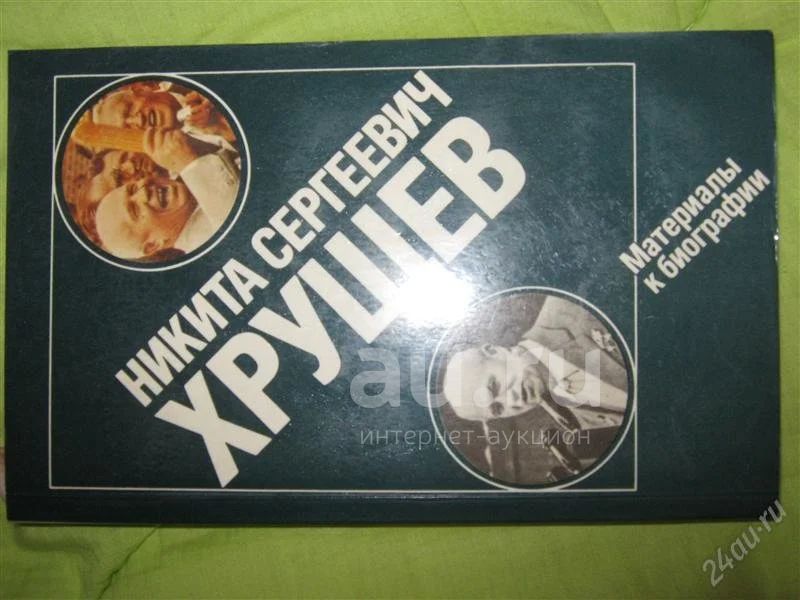 НИКИТА СЕРГЕЕВИЧ
ХРУЩЕВ
Материалы
к биографии
au.ru
интернет-аукцион
24au.ru